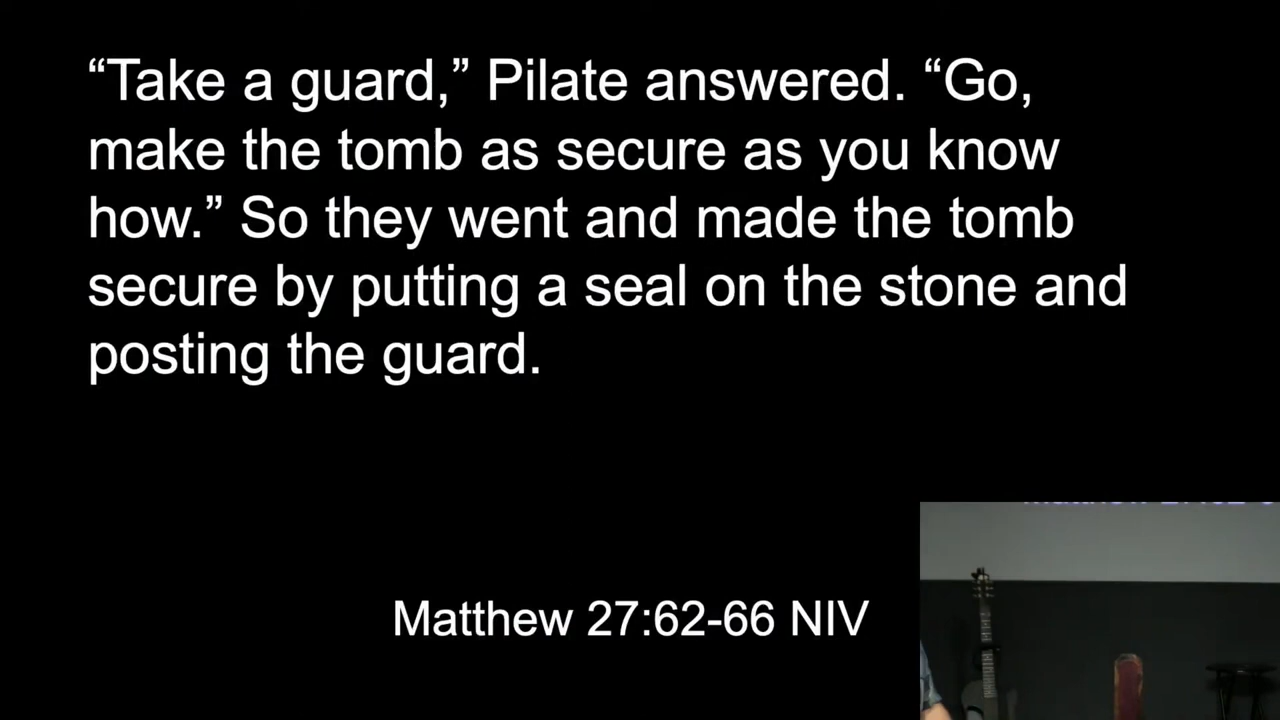 “Take a guard,” Pilate answered. “Go,
make the tomb as secure as you know
how.” So they went and made the tomb
secure by putting a seal on the stone and
posting the guard.
Matthew 27:62-66 NIV